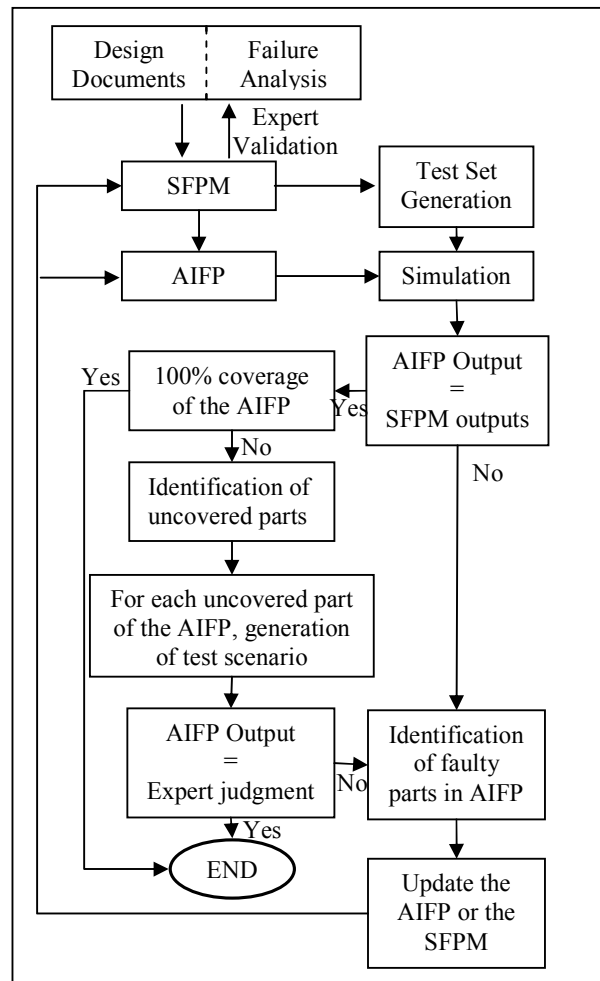 Design
Documents
Failure
Analysis
Expert
Validation
SFPM
Test Set
Generation
AIFP
Simulation
Yes
100% coverage
of the AIFP
Yes
AIFP Output
=
SFPM outputs
No
No
Identification of
uncovered parts
For each uncovered part
of the AIFP, generation
of test scenario
AIFP Output
=
Expert judgment
No
Identification
of faulty
parts in AIFP
Yes
END
Update the
AIFP or the
SFPM